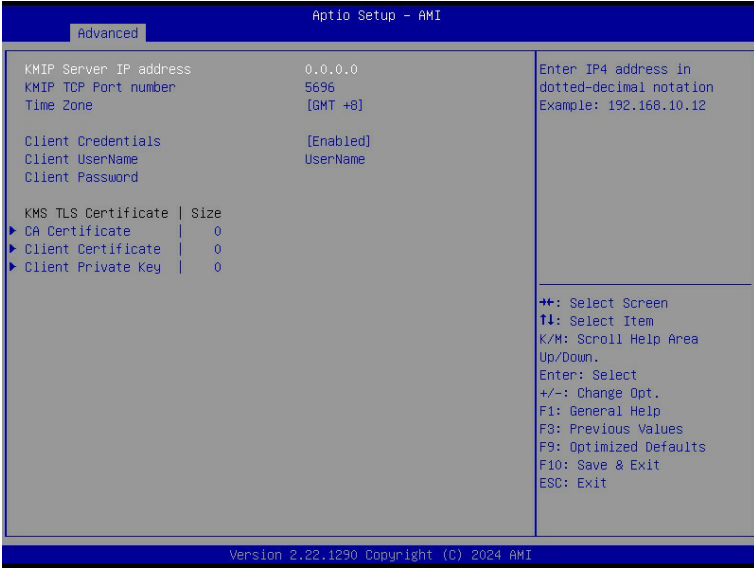 Aptio Setup – AMI
Advanced
KMIP Server IP address 0.0.0.0
KMIP TCP Port number 5696
Time Zone [GMT +8]
Client Credentials [Enabled]
Client UserName UserName
Client Password
KMS TLS Certificate | Size
CA Certificate | 0
Client Certificate | 0
Client Private Key | 0
Enter IP4 address in
dotted-decimal notation
Example: 192.168.10.12
→←: Select Screen
↑↓: Select Item
K/M: Scroll Help Area
Up/Down.
Enter: Select
+/-: Change Opt.
F1: General Help
F3: Previous Values
F9: Optimized Defaults
F10: Save & Exit
ESC: Exit
Version 2.22.1290 Copyright (C) 2024 AMI